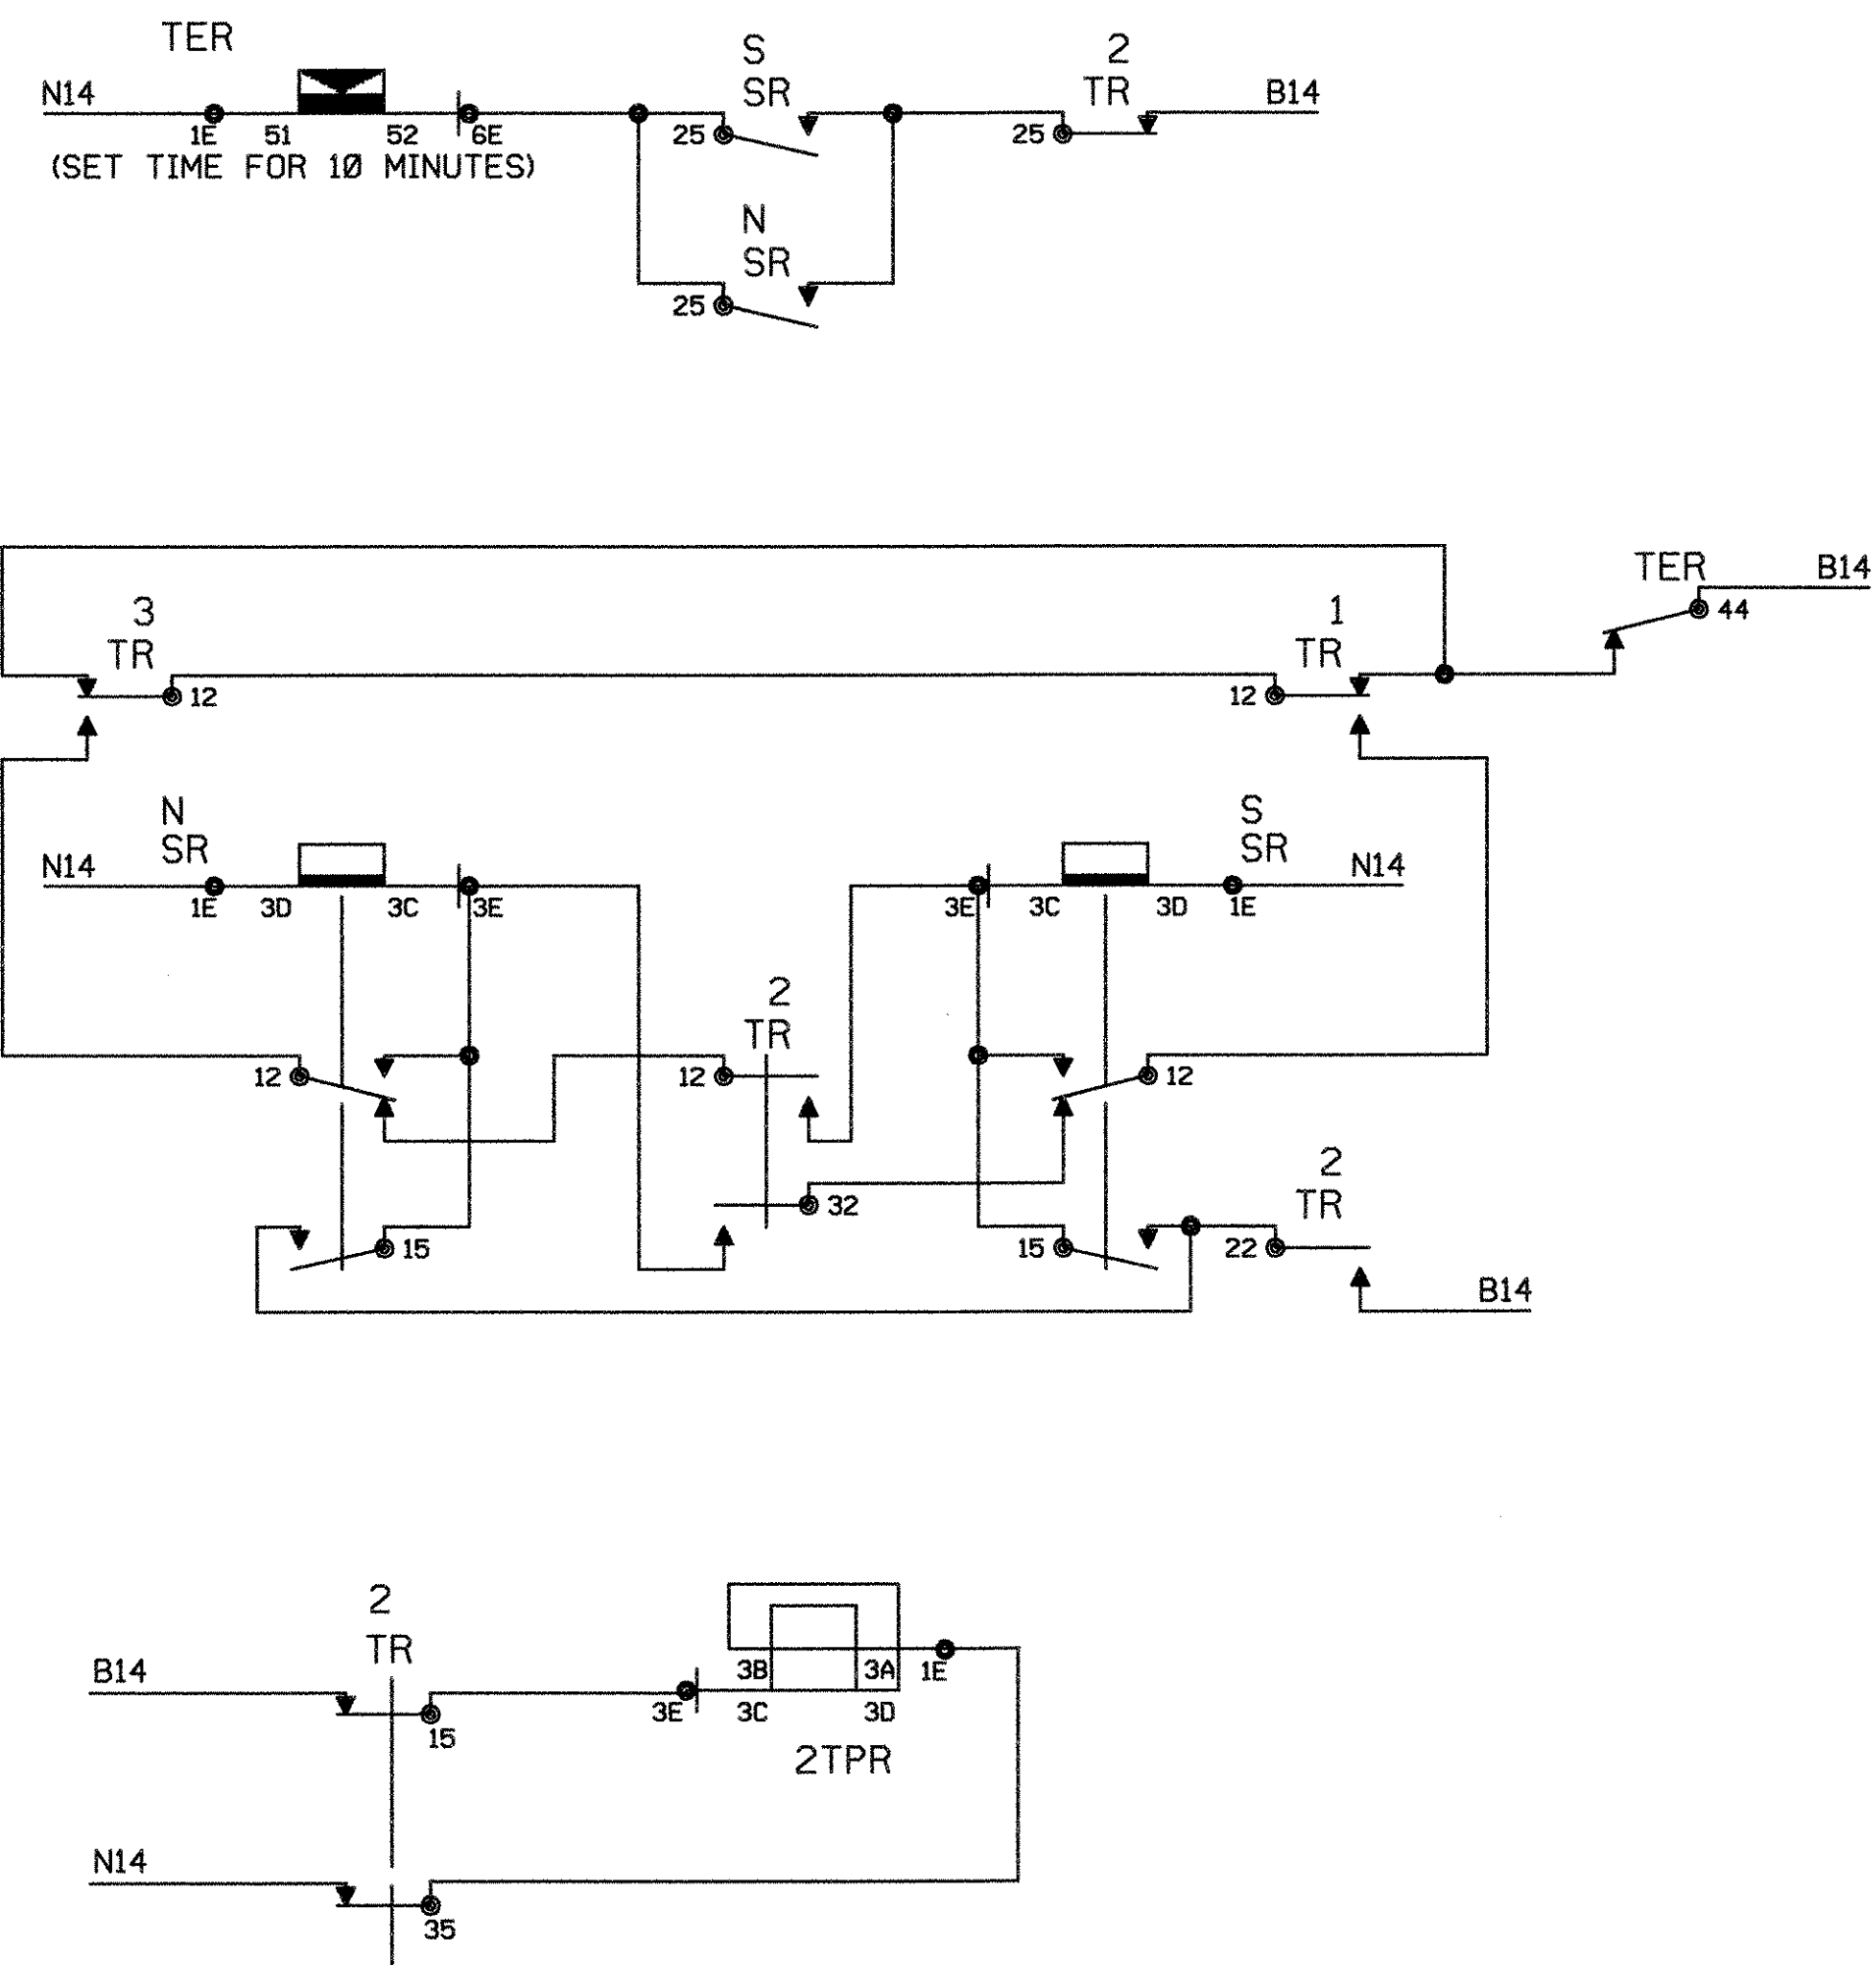 TER
S
SR
2
TR
N14
B14
1E 51 52 6E
25
25
(SET TIME FOR 10 MINUTES)
N
SR
25
TER
B14
44
3
TR
1
TR
12
12
N
SR
S
SR
N14
N14
1E 3D 3C 3E
3E 3C 3D 1E
2
TR
12
12
12
2
TR
32
15
15
22
B14
2
TR
B14
3B 3A 1E
3E 3C 3D
15
2TPR
N14
35